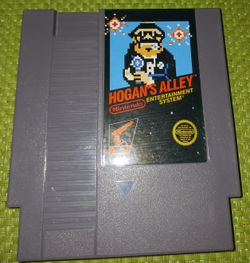 HOGAN'S ALLEY
Nintendo
ENTERTAINMENT
SYSTEM